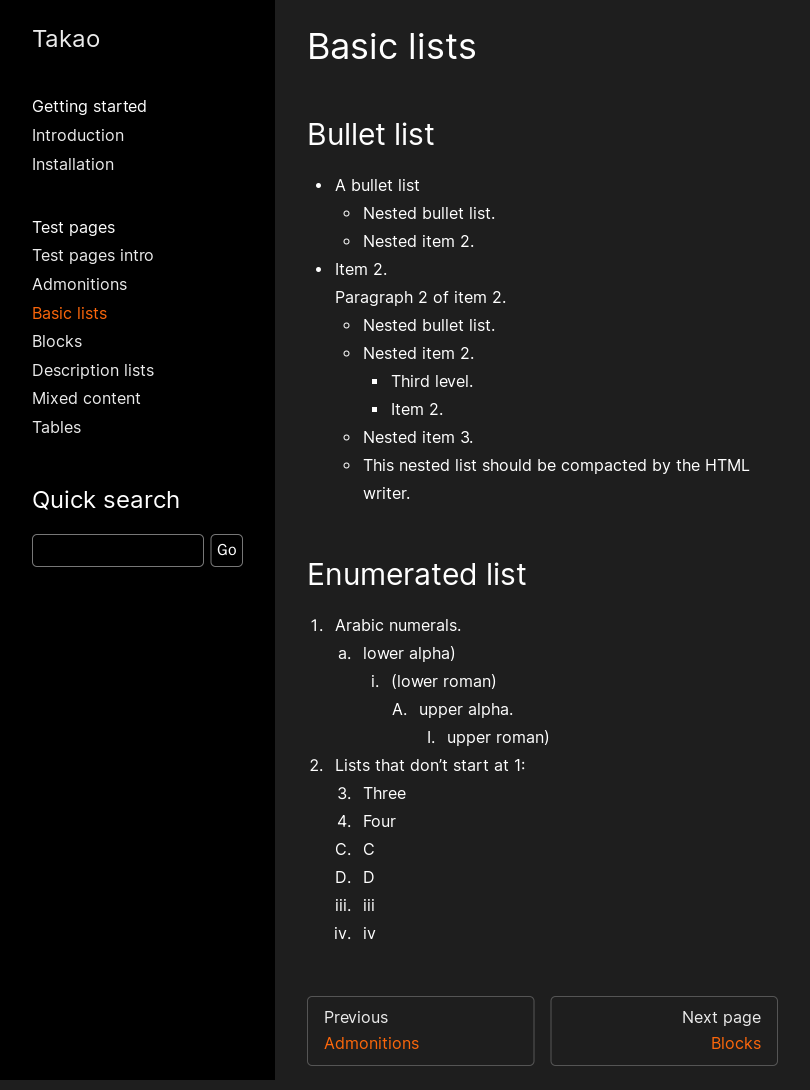 Takao
Getting started
Introduction
Installation
Test pages
Test pages intro
Admonitions
Basic lists
Blocks
Description lists
Mixed content
Tables
Quick search
Go
Basic lists
Bullet list
• A bullet list
◦ Nested bullet list.
◦ Nested item 2.
• Item 2.
Paragraph 2 of item 2.
◦ Nested bullet list.
◦ Nested item 2.
▪ Third level.
▪ Item 2.
◦ Nested item 3.
◦ This nested list should be compacted by the HTML
writer.
Enumerated list
1. Arabic numerals.
a. lower alpha)
i. (lower roman)
A. upper alpha.
I. upper roman)
2. Lists that don’t start at 1:
3. Three
4. Four
C. C
D. D
iii. iii
iv. iv
Previous
Admonitions
Next page
Blocks